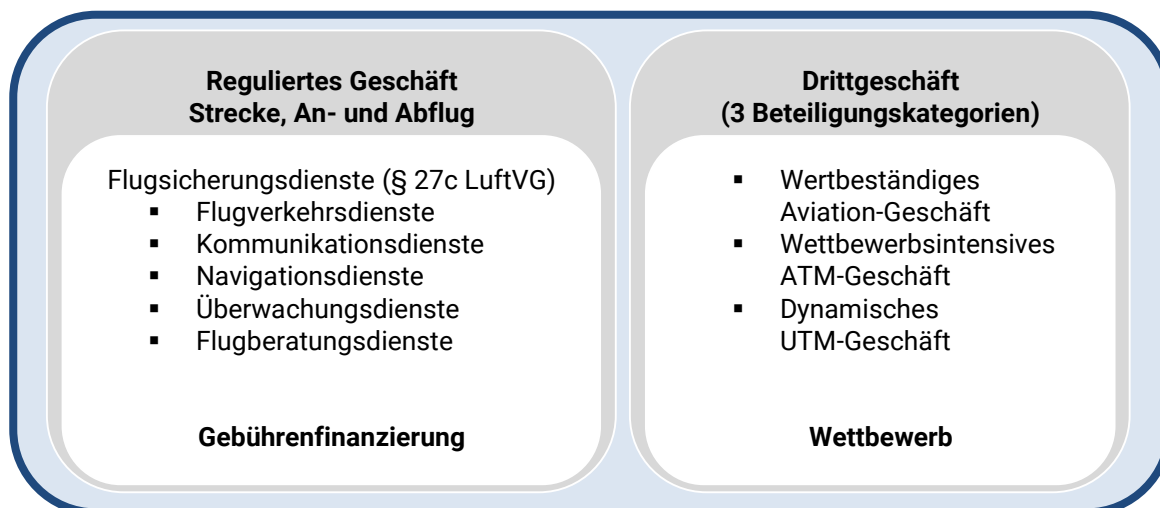 Reguliertes Geschäft
Strecke, An- und Abflug
Flugsicherungsdienste (§ 27c LuftVG)
▪ Flugverkehrsdienste
▪ Kommunikationsdienste
▪ Navigationsdienste
▪ Überwachungsdienste
▪ Flugberatungsdienste
Gebührenfinanzierung
Drittgeschäft
(3 Beteiligungskategorien)
▪ Wertbeständiges
Aviation-Geschäft
▪ Wettbewerbsintensives
ATM-Geschäft
▪ Dynamisches
UTM-Geschäft
Wettbewerb